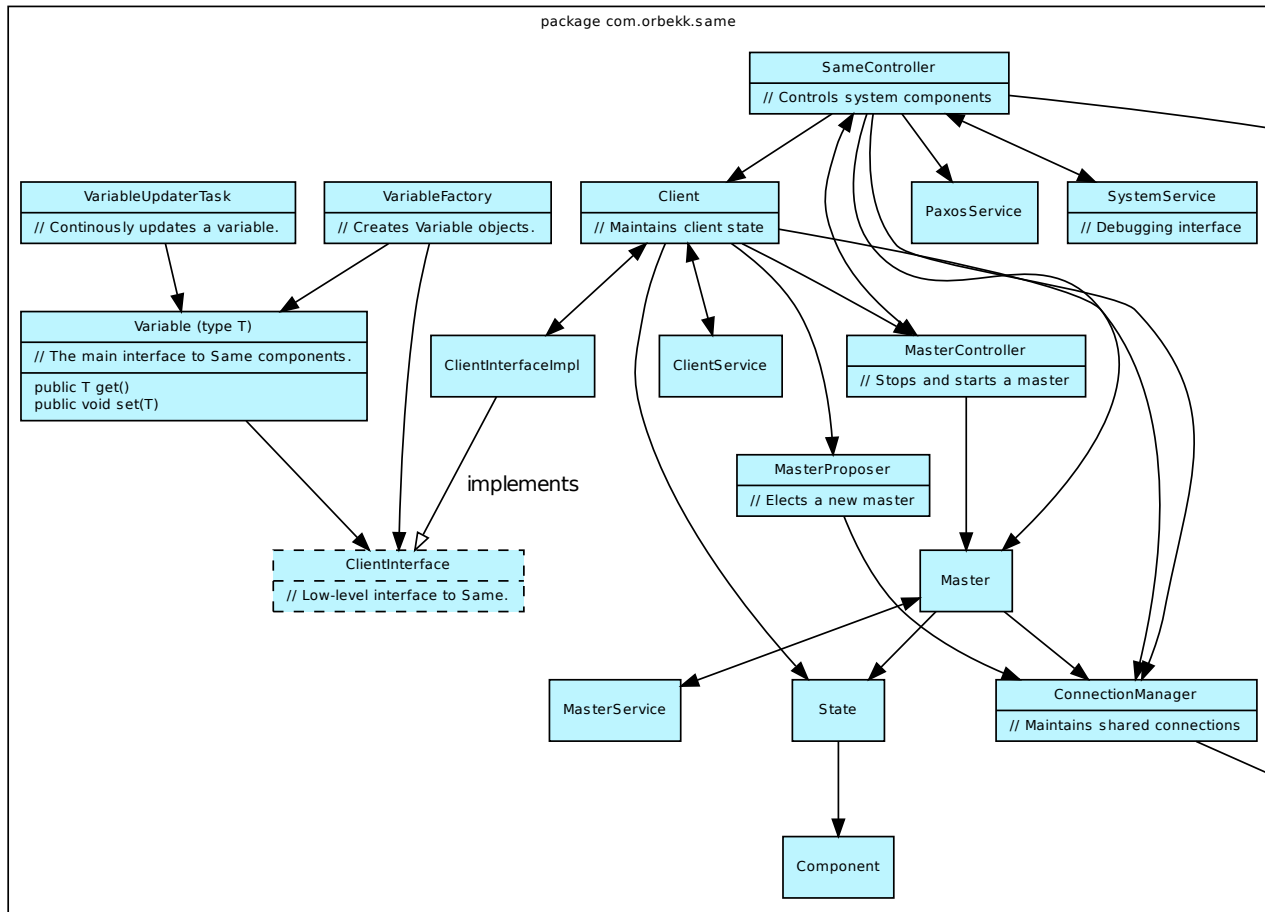 package com.orbekk.same
SameController
// Controls system components
VariableUpdaterTask
// Continously updates a variable.
VariableFactory
// Creates Variable objects.
Client
// Maintains client state
PaxosService
SystemService
// Debugging interface
Variable (type T)
// The main interface to Same components.
public T get()
public void set(T)
ClientInterfaceImpl
ClientService
MasterController
// Stops and starts a master
MasterProposer
// Elects a new master
implements
ClientInterface
// Low-level interface to Same.
Master
MasterService
State
ConnectionManager
// Maintains shared connections
Component